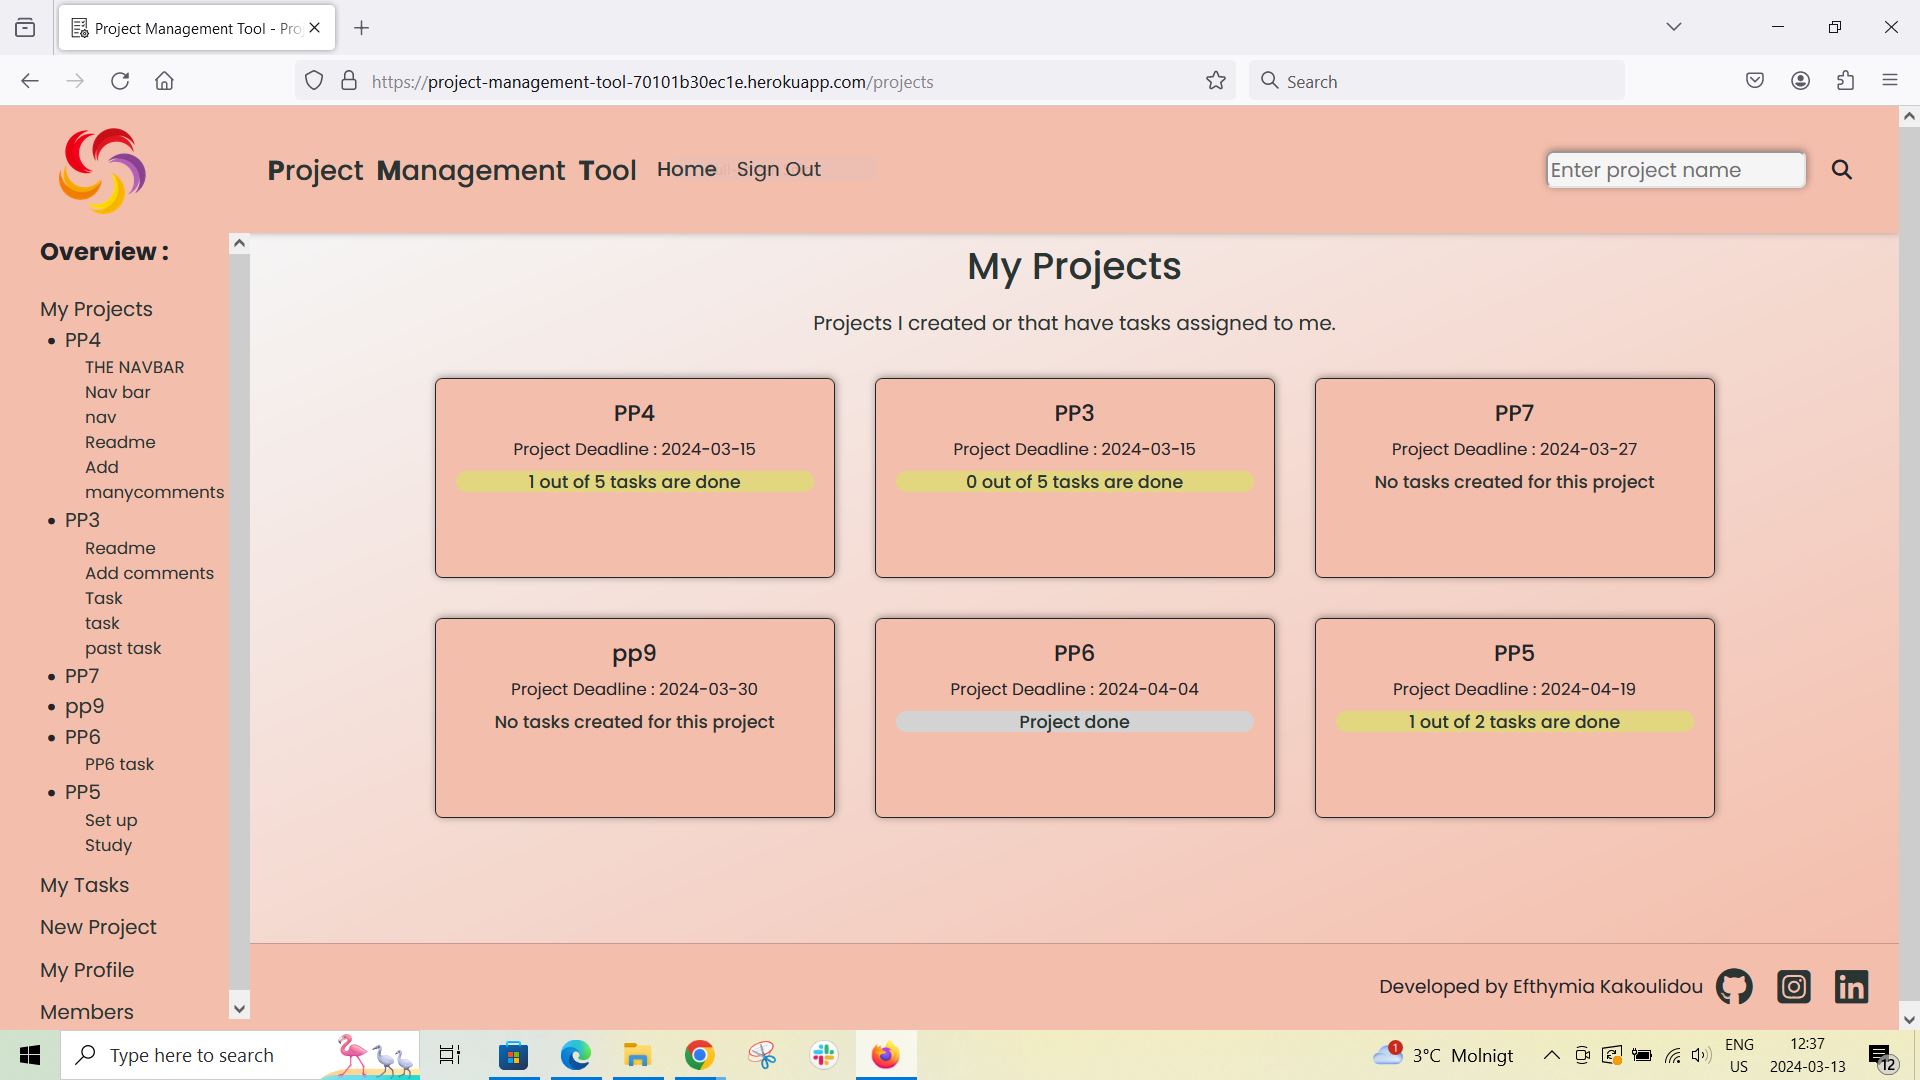 Project Management Tool - Pro
https://project-management-tool-70101b30ec1e.herokuapp.com/projects
Search
Project Management Tool
Home
Sign Out
Enter project name
Overview :
My Projects
PP4
THE NAVBAR
Nav bar
nav
Readme
Add
manycomments
PP3
Readme
Add comments
Task
task
past task
PP7
pp9
PP6
PP6 task
PP5
Set up
Study
My Tasks
New Project
My Profile
Members
My Projects
Projects I created or that have tasks assigned to me.
PP4
Project Deadline : 2024-03-15
1 out of 5 tasks are done
PP3
Project Deadline : 2024-03-15
0 out of 5 tasks are done
PP7
Project Deadline : 2024-03-27
No tasks created for this project
pp9
Project Deadline : 2024-03-30
No tasks created for this project
PP6
Project Deadline : 2024-04-04
Project done
PP5
Project Deadline : 2024-04-19
1 out of 2 tasks are done
Developed by Efthymia Kakoulidou
Type here to search
1
3°C Molnigt
ENG
US
12:37
2024-03-13
12